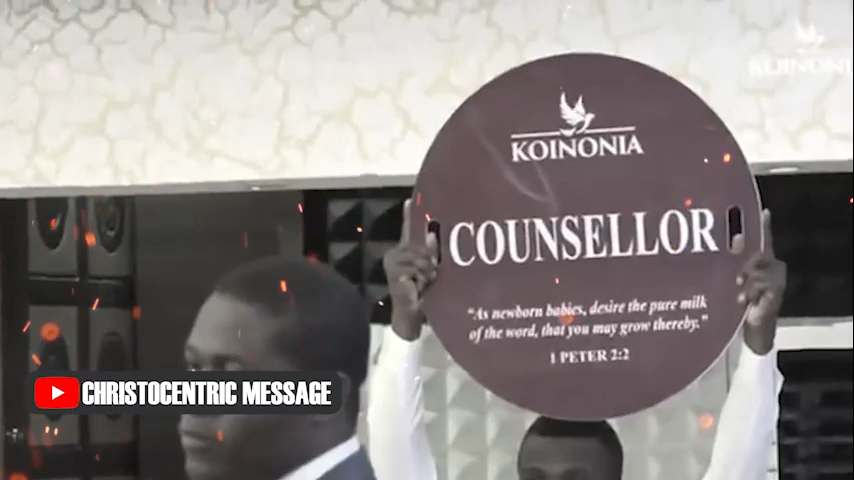 KOINONIA
KOINONIA
COUNSELLOR
“As newborn babies, desire the pure milk
of the word, that you may grow thereby.”
1 PETER 2:2
CHRISTOCENTRIC MESSAGE